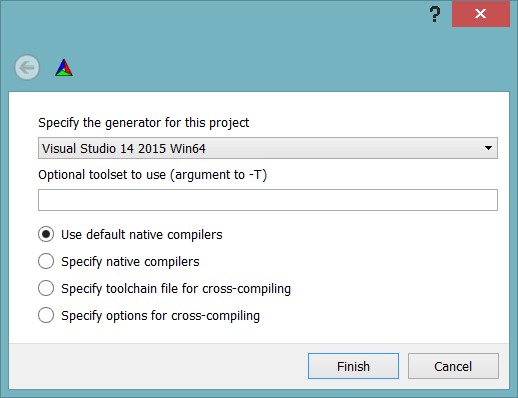 ?
Specify the generator for this project
Visual Studio 14 2015 Win64
Optional toolset to use (argument to -T)
Use default native compilers
Specify native compilers
Specify toolchain file for cross-compiling
Specify options for cross-compiling
Finish
Cancel